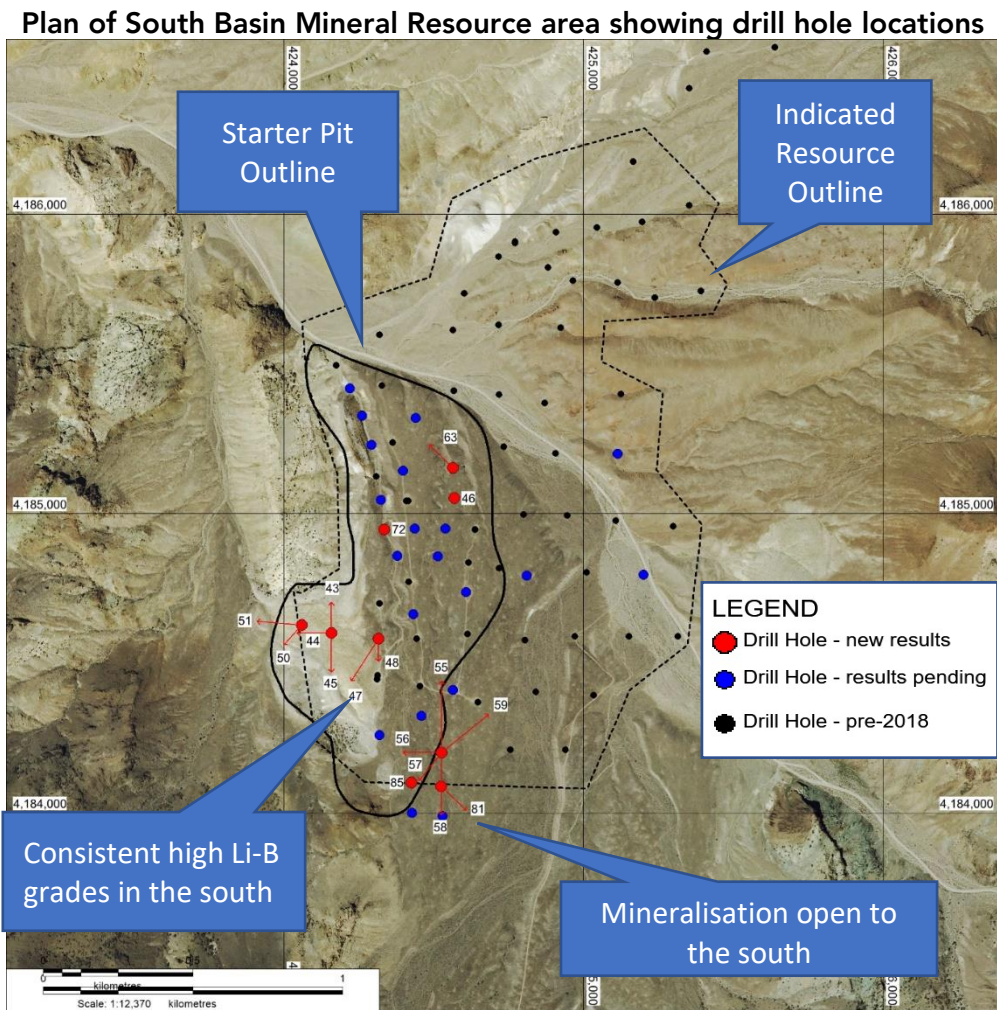 Plan of South Basin Mineral Resource area showing drill hole locations
424,000
425,000
426,000
Starter Pit
Outline
Indicated
Resource
Outline
4,186,000
4,186,000
63
46
4,185,000
4,185,000
72
43
51
44
50
45
48
47
55
59
56
57
85
81
58
4,184,000
4,184,000
LEGEND
Drill Hole - new results
Drill Hole - results pending
Drill Hole - pre-2018
Consistent high Li-B
grades in the south
Mineralisation open to
the south
0
1
kilometres
Scale: 1:12,370 kilometres